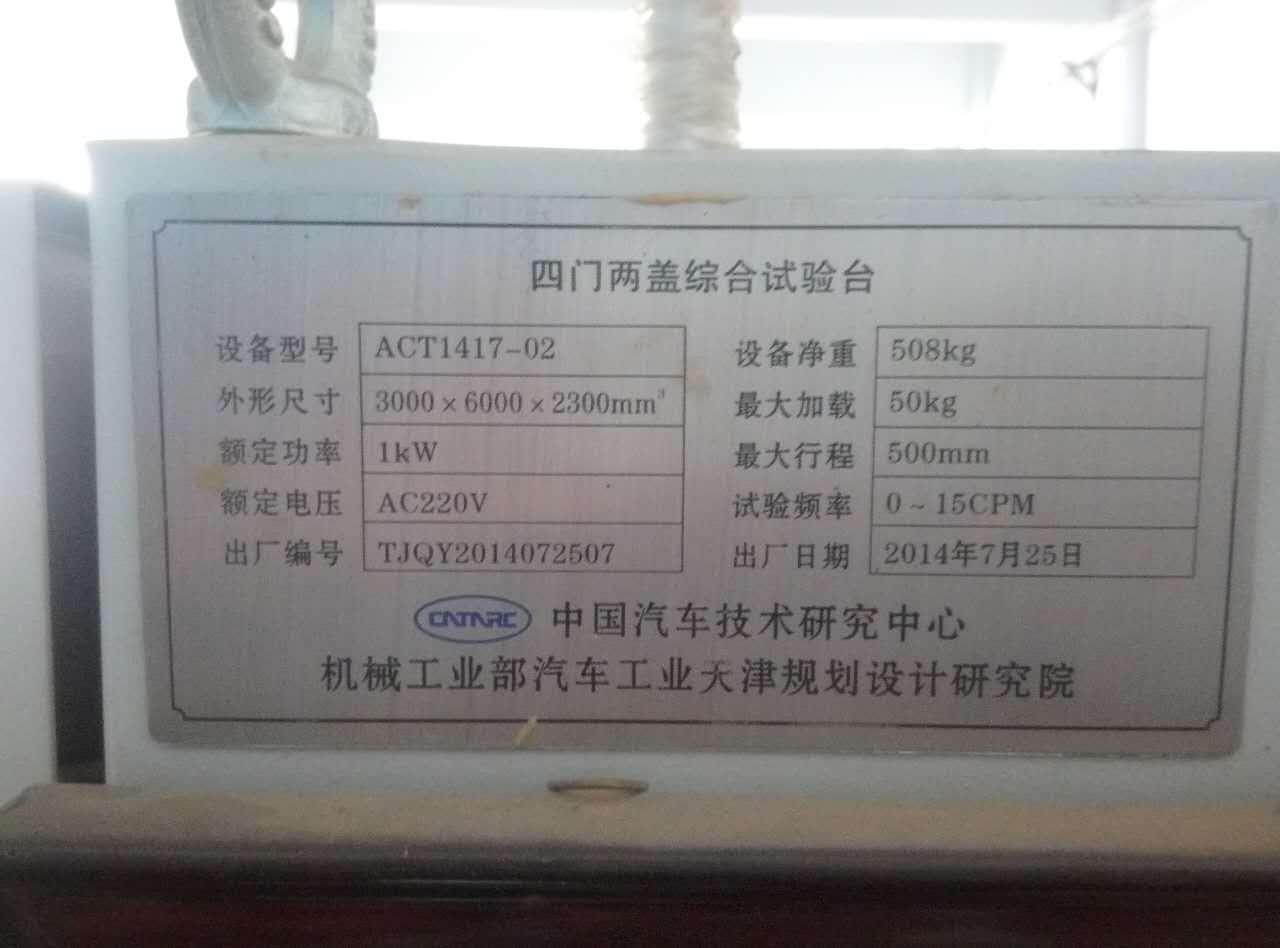 四门两盖综合试验台
设备型号 ACT1417-02 设备净重 508kg
外形尺寸 3000×6000×2300mm³ 最大加载 50kg
额定功率 1kW 最大行程 500mm
额定电压 AC220V 试验频率 0~15CPM
出厂编号 TJQY2014072507 出厂日期 2014年7月25日
CATARC 中国汽车技术研究中心
机械工业部汽车工业天津规划设计研究院